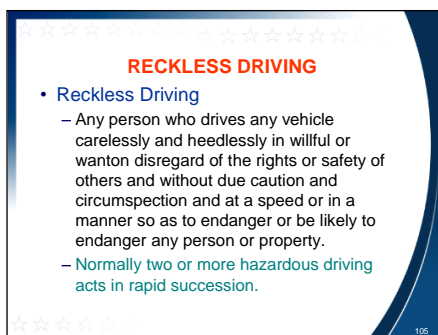 RECKLESS DRIVING
• Reckless Driving
– Any person who drives any vehicle
carelessly and heedlessly in willful or
wanton disregard of the rights or safety of
others and without due caution and
circumspection and at a speed or in a
manner so as to endanger or be likely to
endanger any person or property.
– Normally two or more hazardous driving
acts in rapid succession.
105